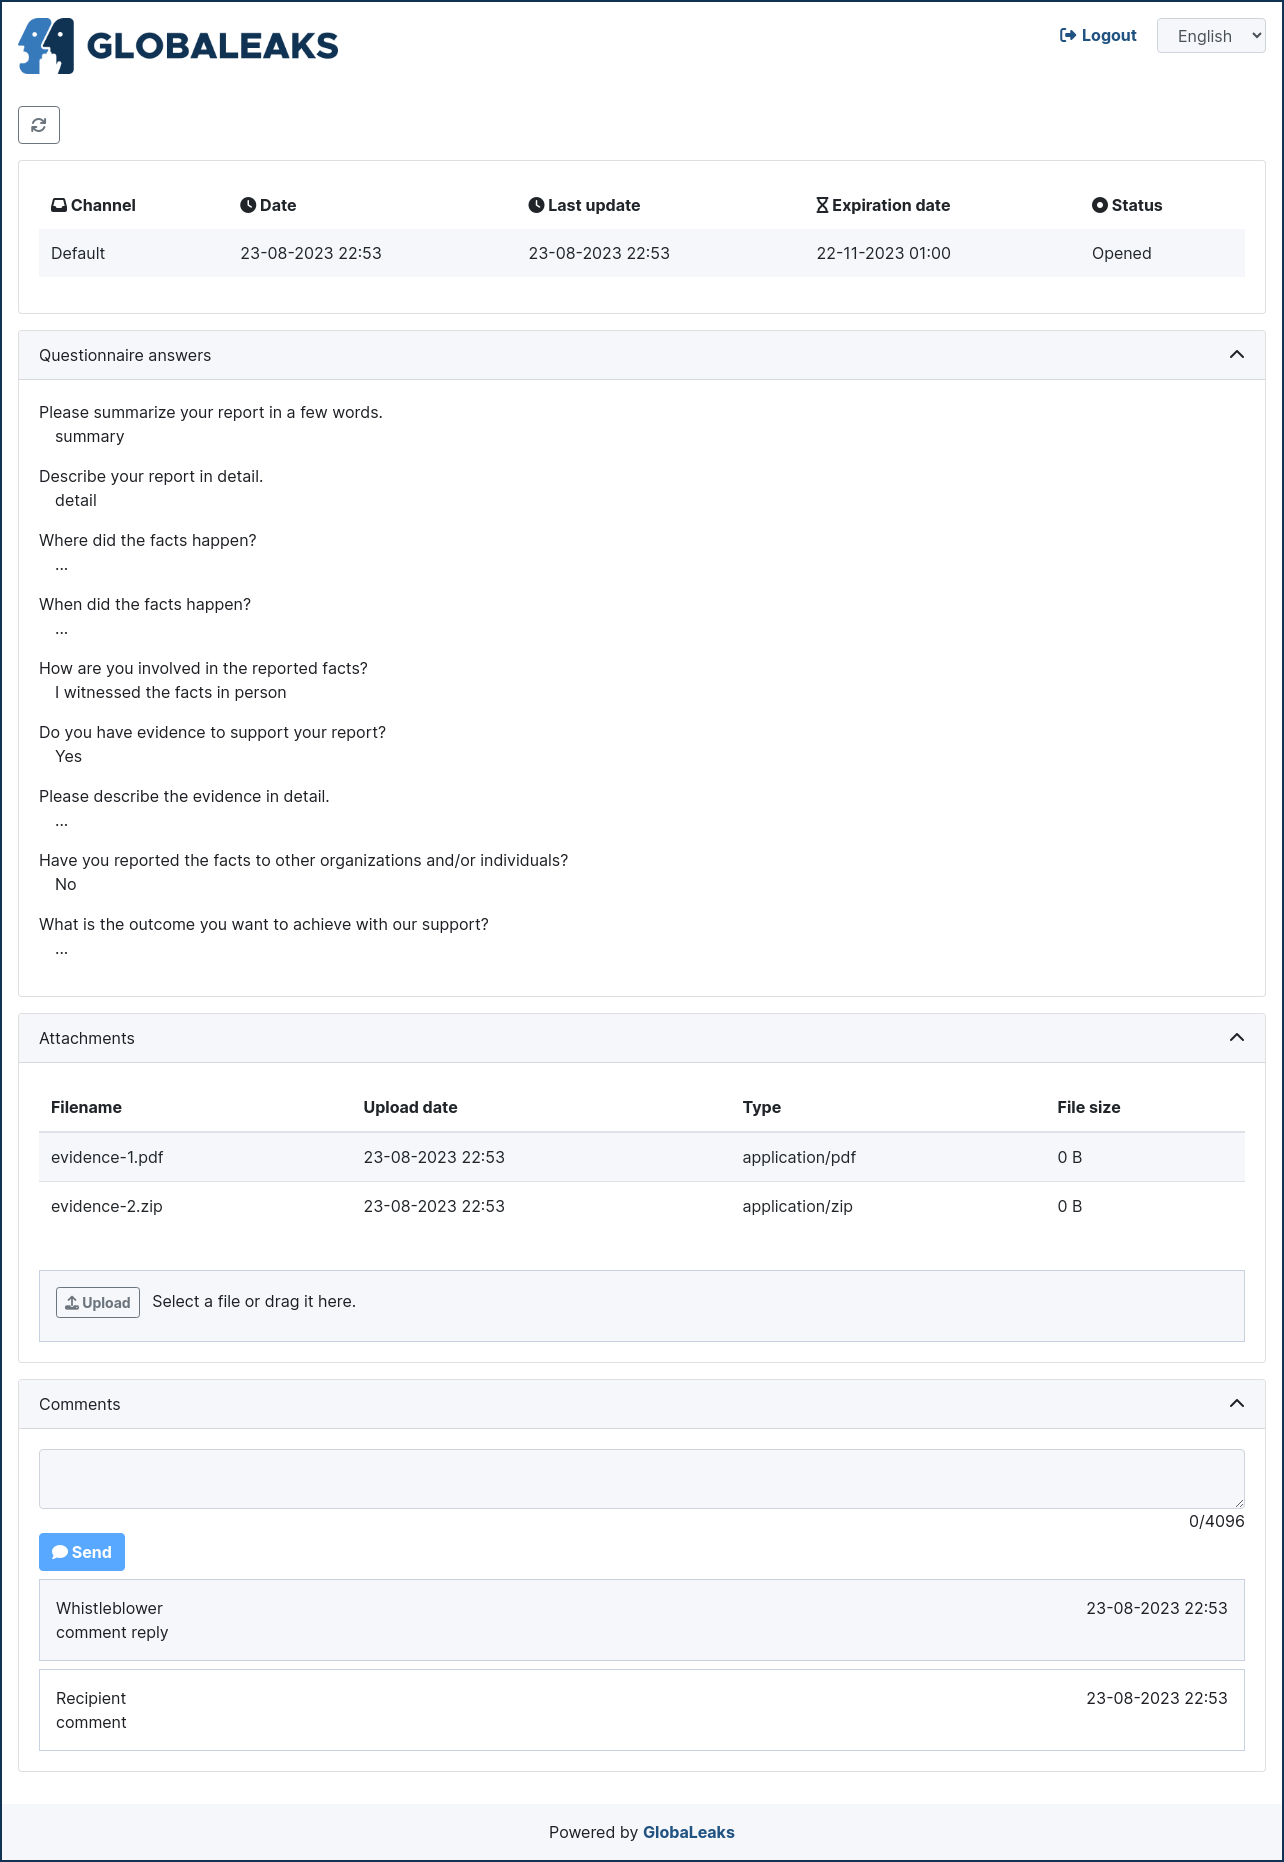 GLOBALEAKS
Logout
English
Channel Date Last update Expiration date Status
Default 23-08-2023 22:53 23-08-2023 22:53 22-11-2023 01:00 Opened
Questionnaire answers
Please summarize your report in a few words.
summary
Describe your report in detail.
detail
Where did the facts happen?
...
When did the facts happen?
...
How are you involved in the reported facts?
I witnessed the facts in person
Do you have evidence to support your report?
Yes
Please describe the evidence in detail.
...
Have you reported the facts to other organizations and/or individuals?
No
What is the outcome you want to achieve with our support?
...
Attachments
Filename Upload date Type File size
evidence-1.pdf 23-08-2023 22:53 application/pdf 0 B
evidence-2.zip 23-08-2023 22:53 application/zip 0 B
Upload Select a file or drag it here.
Comments
0/4096
Send
Whistleblower 23-08-2023 22:53
comment reply
Recipient 23-08-2023 22:53
comment
Powered by GlobaLeaks